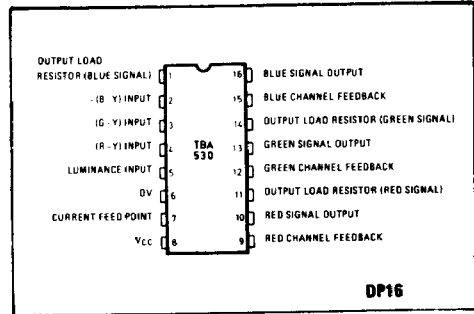 OUTPUT LOAD
RESISTOR (BLUE SIGNAL) 1
-(B Y) INPUT 2
(G-Y) INPUT 3
(R-Y) INPUT 4
LUMINANCE INPUT 5
0V 6
CURRENT FEED POINT 7
VCC 8
TBA
530
16 BLUE SIGNAL OUTPUT
15 BLUE CHANNEL FEEDBACK
14 OUTPUT LOAD RESISTOR (GREEN SIGNAL)
13 GREEN SIGNAL OUTPUT
12 GREEN CHANNEL FEEDBACK
11 OUTPUT LOAD RESISTOR (RED SIGNAL)
10 RED SIGNAL OUTPUT
9 RED CHANNEL FEEDBACK
DP16